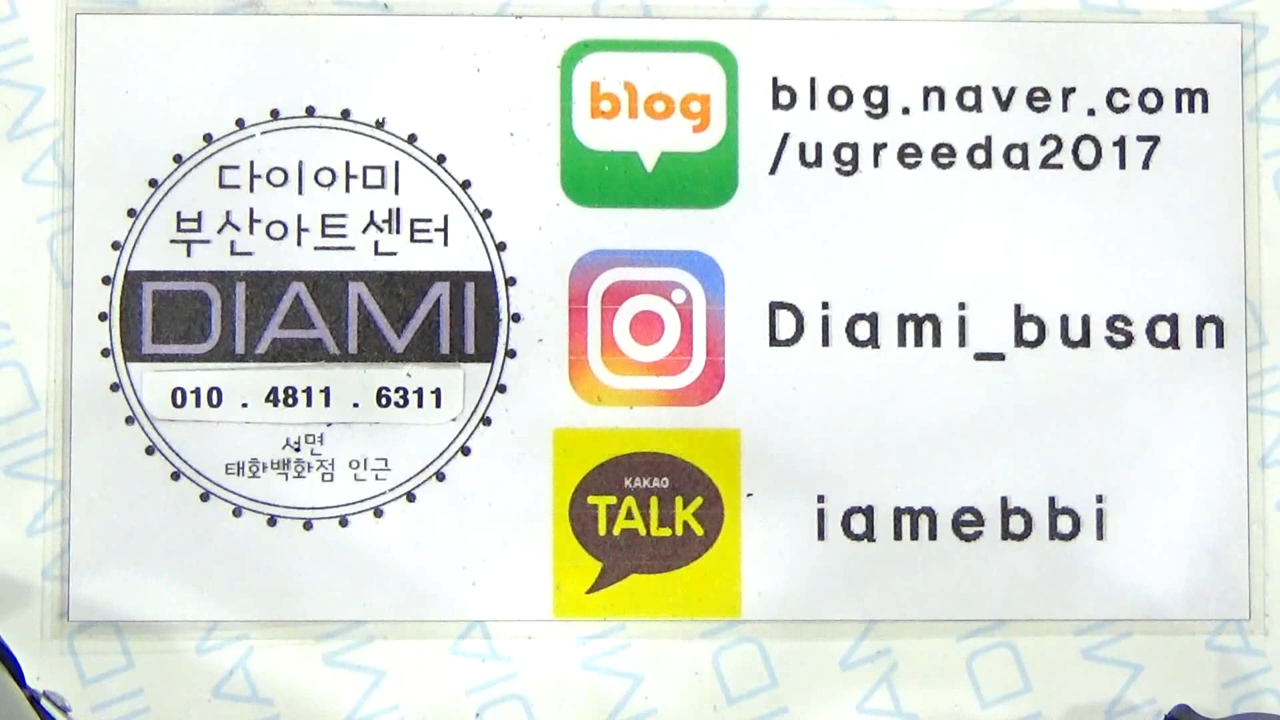 다이아미
부산아트센터
DIAMI
010 . 4811 . 6311
서면
태화백화점 인근
blog
blog.naver.com
/ugreeda2017
Diami_busan
KAKAO
TALK
iamebbi